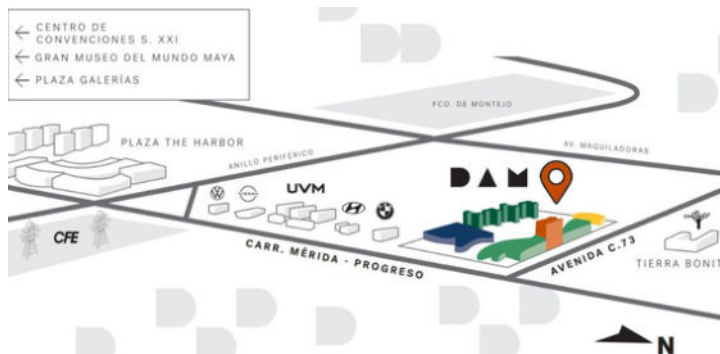 ← CENTRO DE
CONVENCIONES S. XXI
← GRAN MUSEO DEL MUNDO MAYA
← PLAZA GALERÍAS
FCO. DE MONTEJO
PLAZA THE HARBOR
ANILLO PERIFERICO
AV. MAQUILADORAS
DAM
UVM
CFE
CARR. MÉRIDA - PROGRESO
AVENIDA C.73
TIERRA BONIT
N